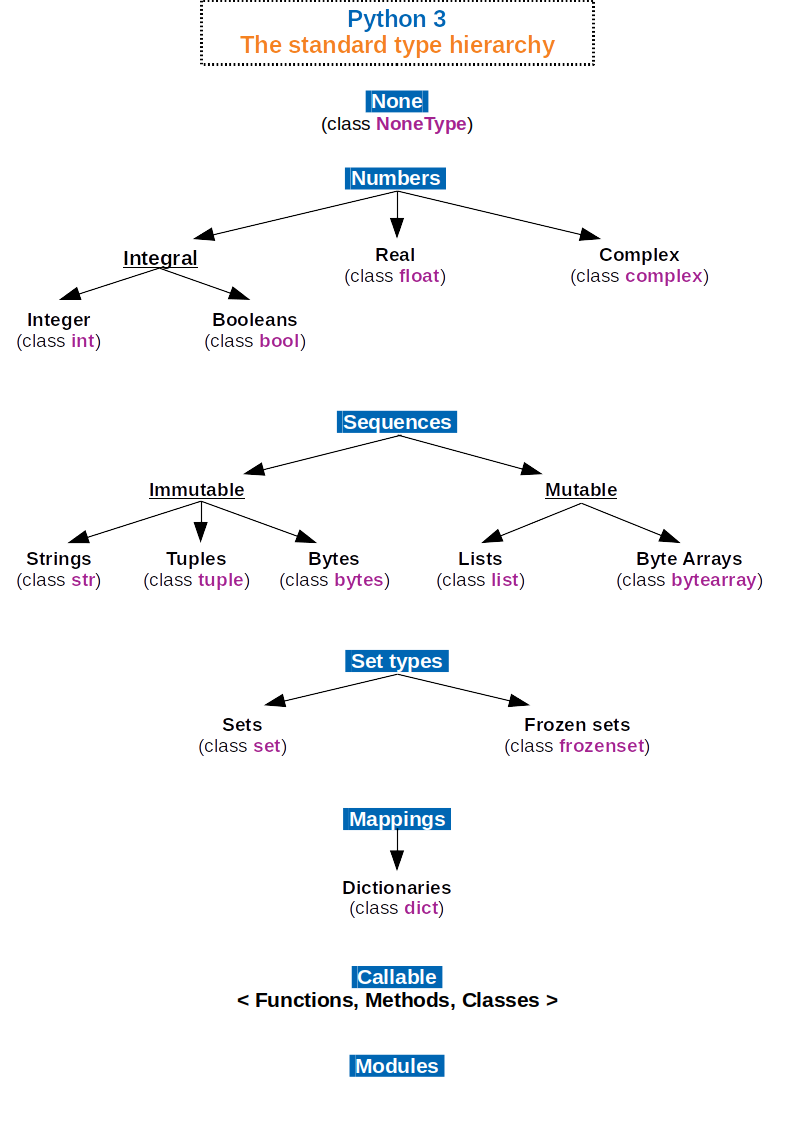 Python 3
The standard type hierarchy
None
(class NoneType)
Numbers
Integral
Real
(class float)
Complex
(class complex)
Integer
(class int)
Booleans
(class bool)
Sequences
Immutable
Mutable
Strings
(class str)
Tuples
(class tuple)
Bytes
(class bytes)
Lists
(class list)
Byte Arrays
(class bytearray)
Set types
Sets
(class set)
Frozen sets
(class frozenset)
Mappings
Dictionaries
(class dict)
Callable
< Functions, Methods, Classes >
Modules